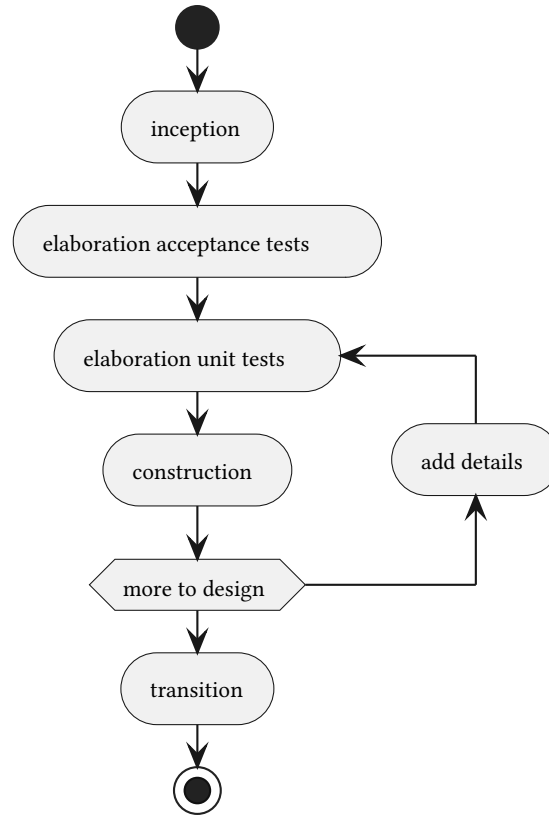 inception
elaboration acceptance tests
elaboration unit tests
construction
add details
more to design
transition